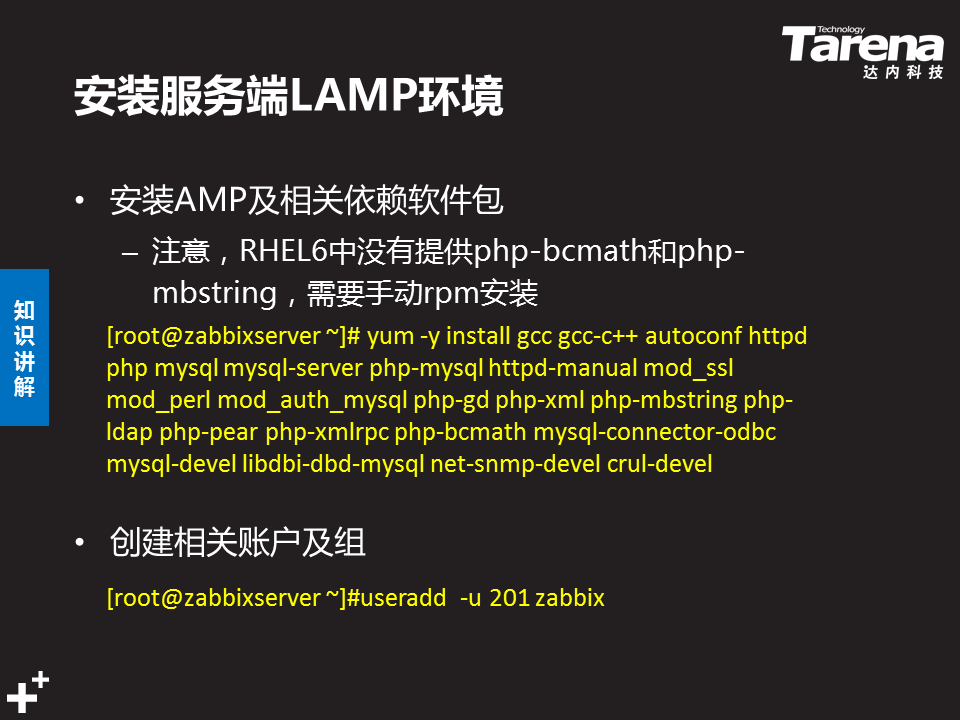 Technology
Tarena
达内科技
安装服务端LAMP环境
• 安装AMP及相关依赖软件包
– 注意，RHEL6中没有提供php-bcmath和php-
mbstring，需要手动rpm安装
[root@zabbixserver ~]# yum -y install gcc gcc-c++ autoconf httpd
php mysql mysql-server php-mysql httpd-manual mod_ssl
mod_perl mod_auth_mysql php-gd php-xml php-mbstring php-
ldap php-pear php-xmlrpc php-bcmath mysql-connector-odbc
mysql-devel libdbi-dbd-mysql net-snmp-devel crul-devel
• 创建相关账户及组
[root@zabbixserver ~]#useradd  -u 201 zabbix
知
识
讲
解